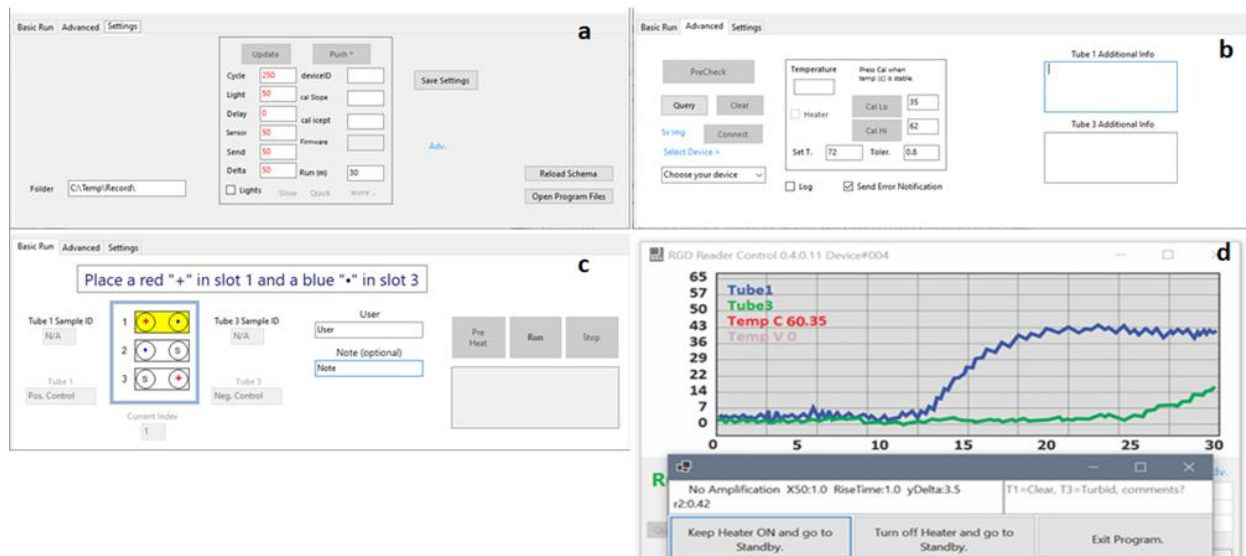 Basic Run Advanced Settings
a
Update Push *
Cycle 250 deviceID
Light 50 cal Slope
Delay 0 cal icept
Sensor 50 Firmware
Send 50
Delta 50 Run (m) 30
Lights Slow Quick more ..
Save Settings
Adv.
Folder C:\Temp\Record\
Reload Schema
Open Program Files
Basic Run Advanced Settings
b
PreCheck
Query Clear
Sx Img Connect
Select Device >
Choose your device
Temperature
Press Cal when
temp (c) is stable.
Heater
Cal Lo 35
Cal Hi 62
Set T. 72 Toler. 0.8
Log Send Error Notification
Tube 1 Additional Info
Tube 3 Additional Info
Basic Run Advanced Settings
c
Place a red "+" in slot 1 and a blue "•" in slot 3
Tube 1 Sample ID
N/A
Tube 1
Pos. Control
1 + •
2 • S
3 S +
Current Index
1
Tube 3 Sample ID
N/A
Tube 3
Neg. Control
User
User
Note (optional)
Note
Pre
Heat
Run
Stop
RGD Reader Control 0.4.0.11 Device#004
d
65
57
50
43
36
29
22
14
7
0
Tube1
Tube3
Temp C 60.35
Temp V 0
0 5 10 15 20 25 30
R
dv.
No Amplification X50:1.0 RiseTime:1.0 yDelta:3.5
r2:0.42
T1=Clear, T3=Turbid, comments?
Keep Heater ON and go to
Standby.
Turn off Heater and go to
Standby.
Exit Program.